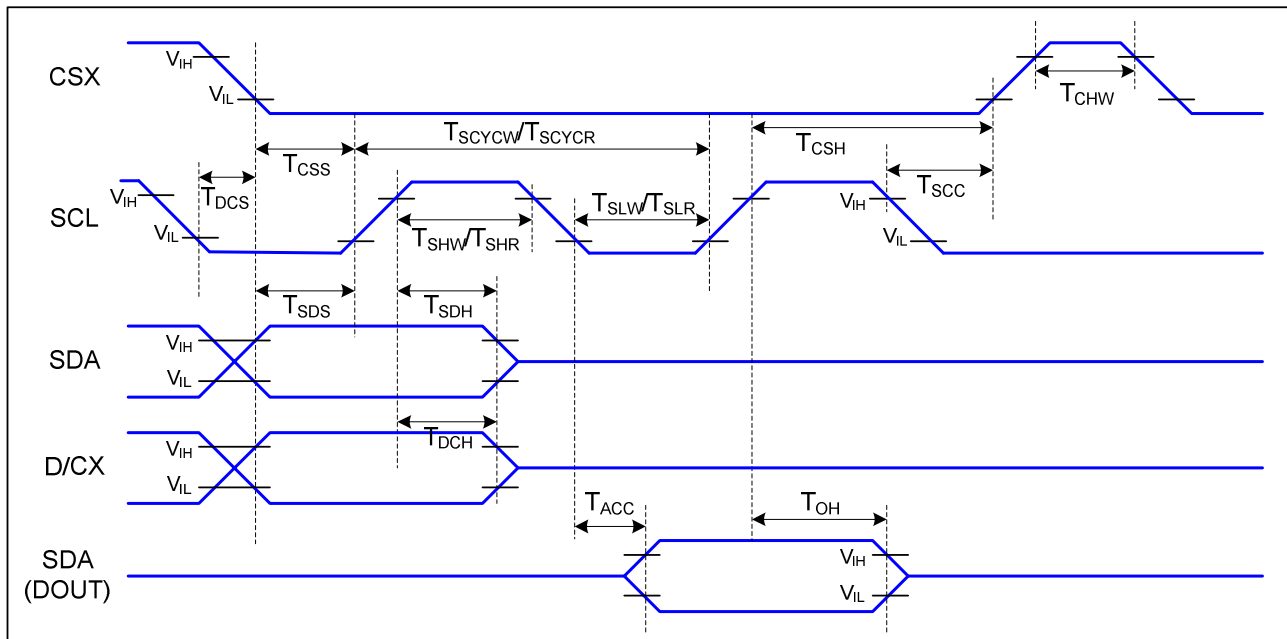 CSX
VIH
VIL
TCHW
TSCYCW/TSCYCR
TCSH
TCSS
TSCC
TDCS
SCL
VIH
VIL
TSHW/TSHR
TSLW/TSLR
VIH
VIL
TSDS
TSDH
SDA
VIH
VIL
D/CX
VIH
VIL
TDCH
TACC
TOH
SDA
(DOUT)
VIH
VIL